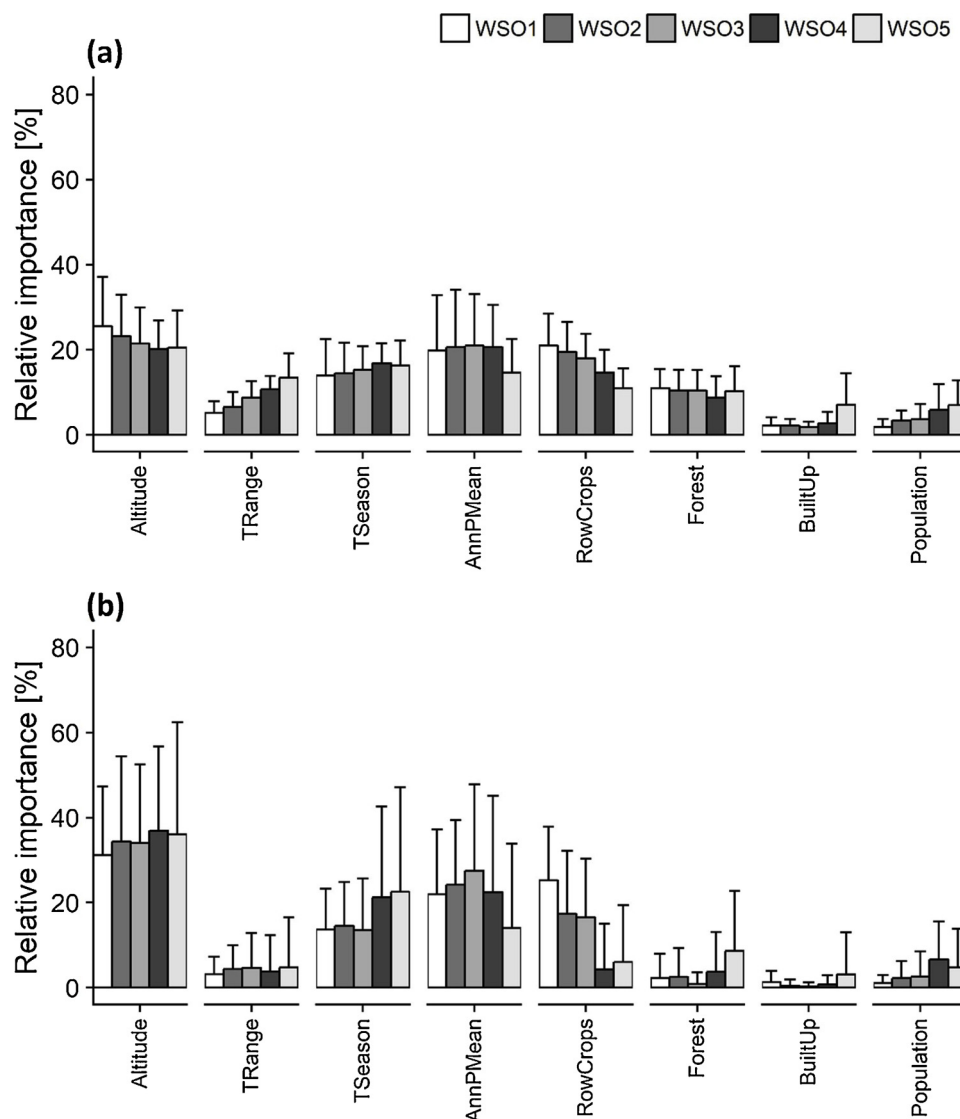 WSO1 WSO2 WSO3 WSO4 WSO5
(a)
Relative importance [%]
80
60
40
20
0
Altitude
TRange
TSeason
AnnPMean
RowCrops
Forest
BuiltUp
Population
(b)
Relative importance [%]
80
60
40
20
0
Altitude
TRange
TSeason
AnnPMean
RowCrops
Forest
BuiltUp
Population